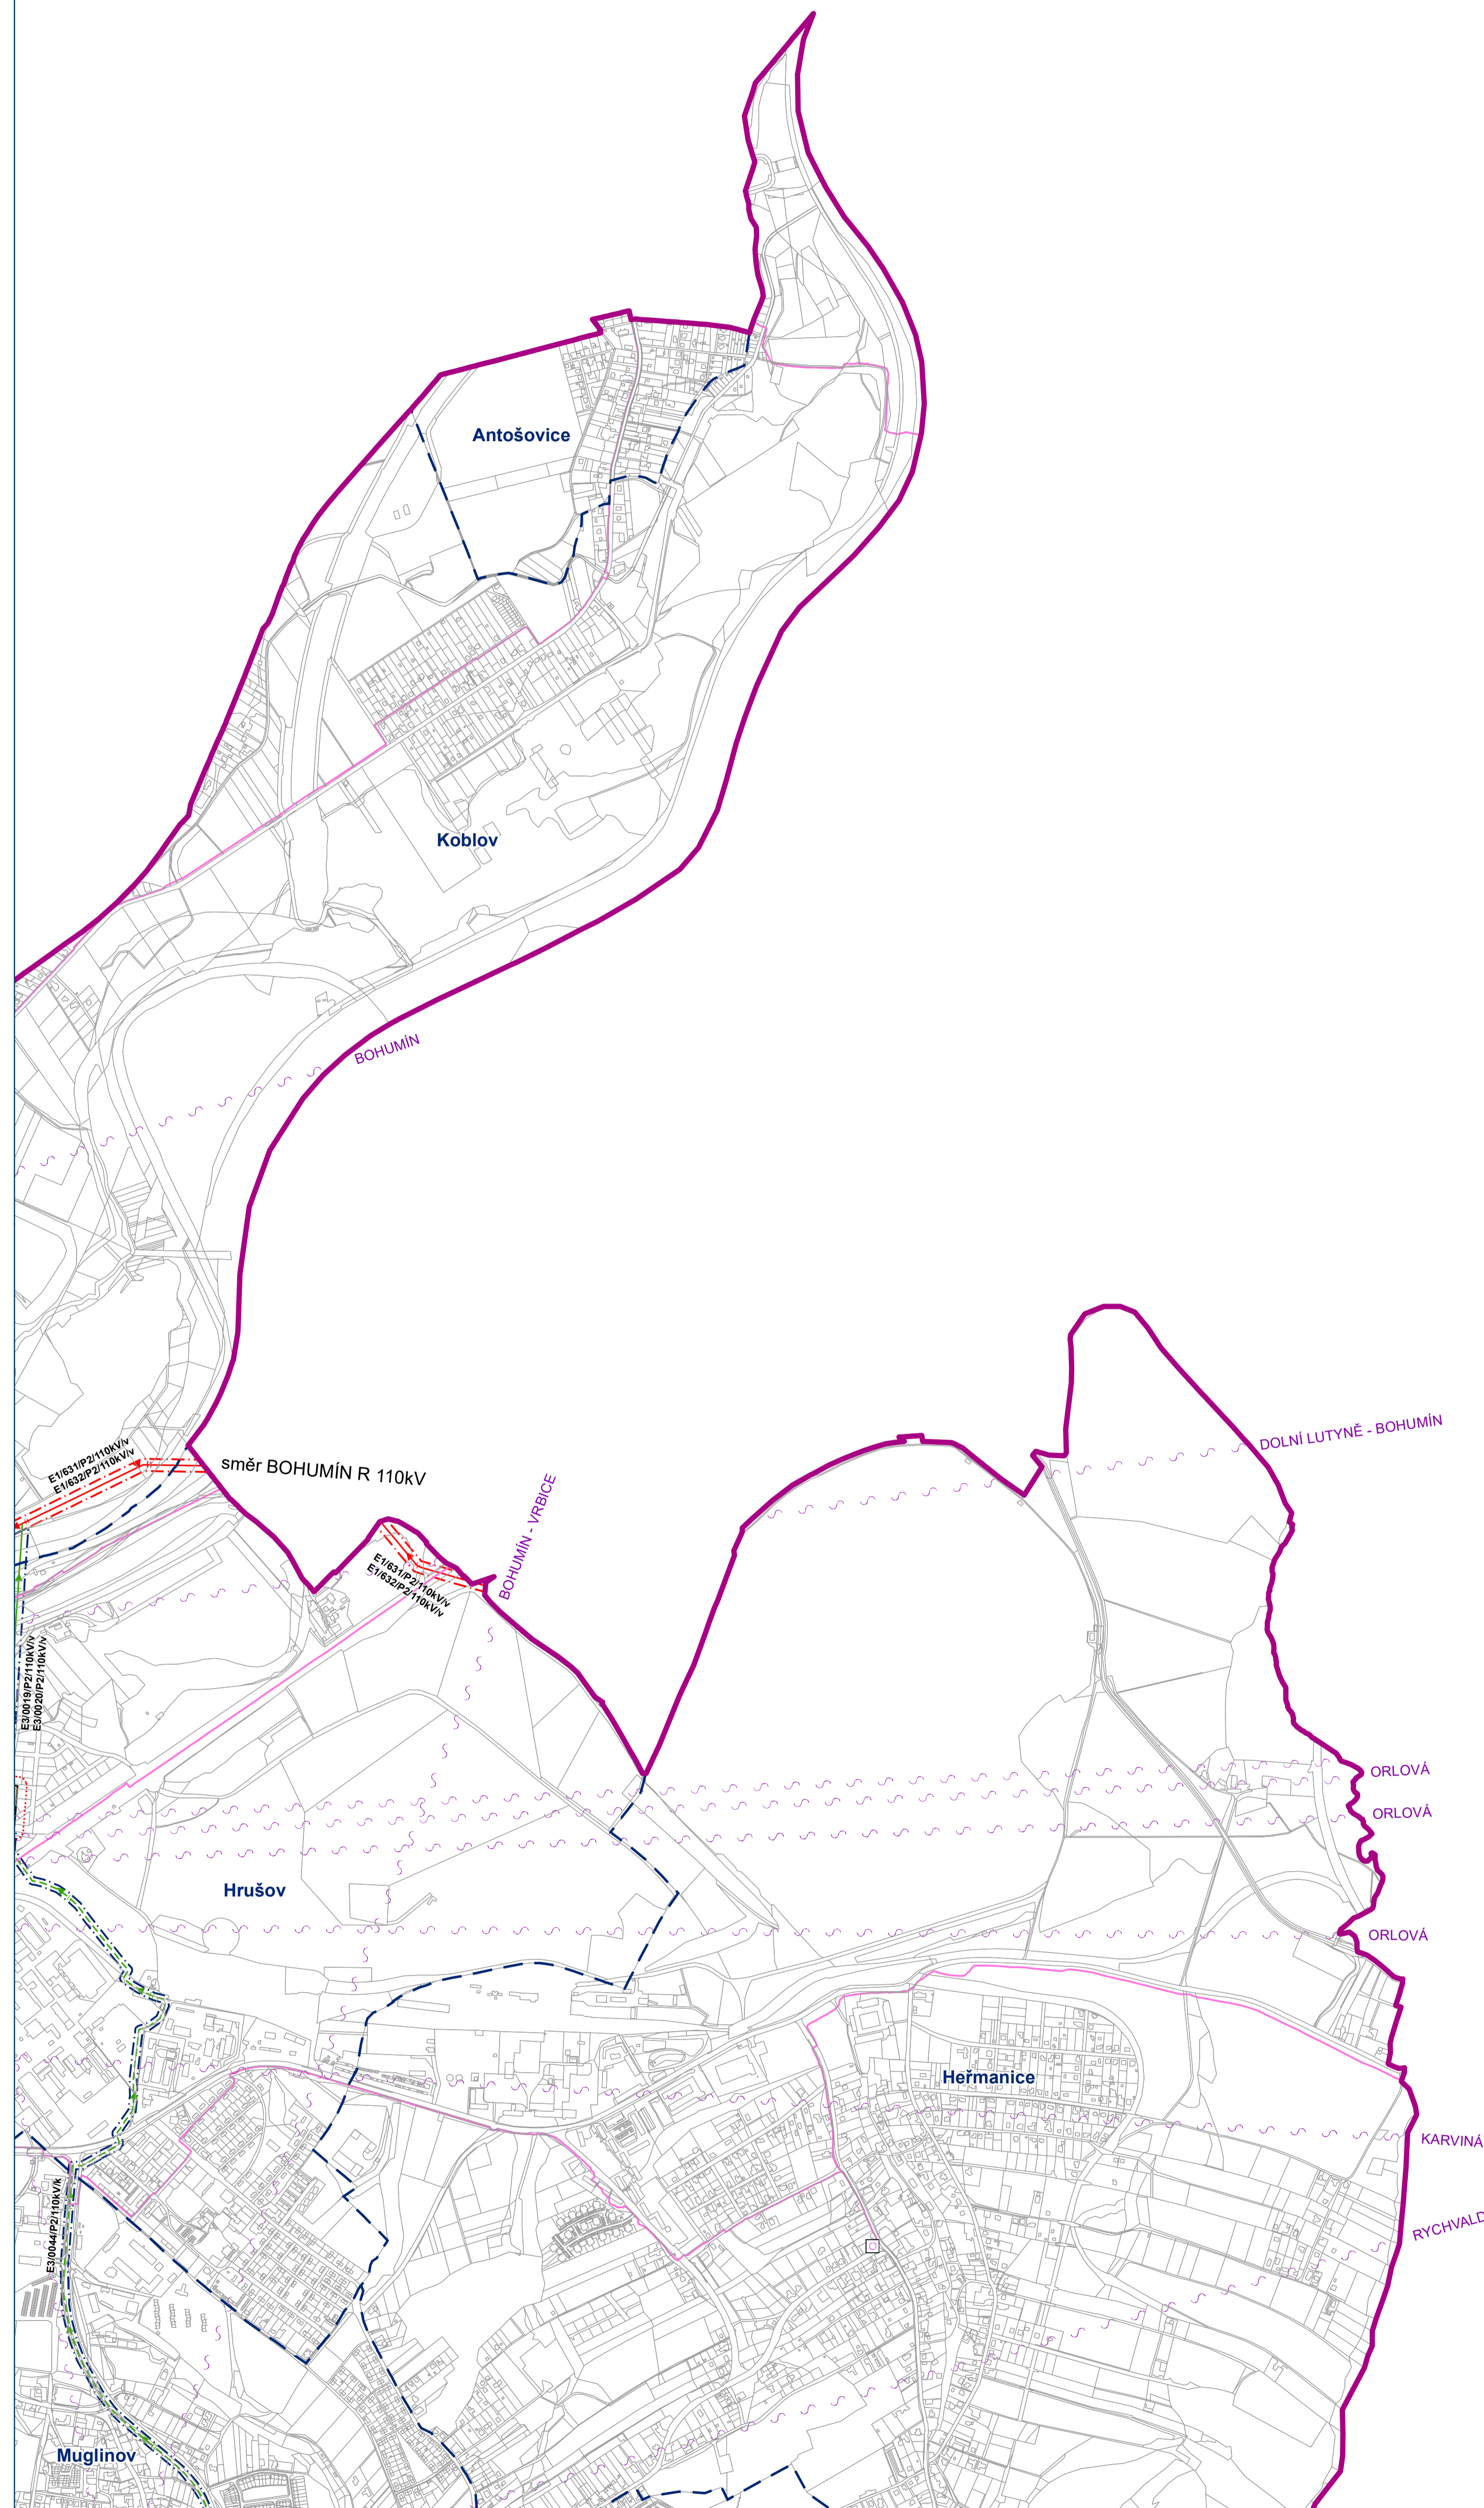 Antošovice
Koblov
BOHUMÍN
DOLNÍ LUTYNĚ - BOHUMÍN
E1/631/P2/110kV/v
E1/632/P2/110kV/v
směr BOHUMÍN R 110kV
BOHUMÍN - VRBICE
E1/631/P2/110kV/v
E1/632/P2/110kV/v
E3/0019/P2/110kV/v
E3/0020/P2/110kV/v
ORLOVÁ
ORLOVÁ
Hrušov
ORLOVÁ
Heřmanice
KARVINÁ
E3/0044/P2/110kV/k
RYCHVALD
Muglinov